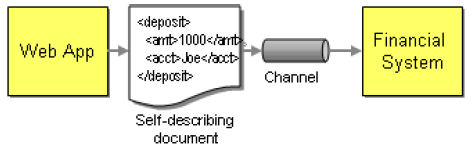 Web App
<deposit>
<amt>1000</amt>
<acct>Joe</acct>
</deposit>
Self-describing
document
Channel
Financial
System